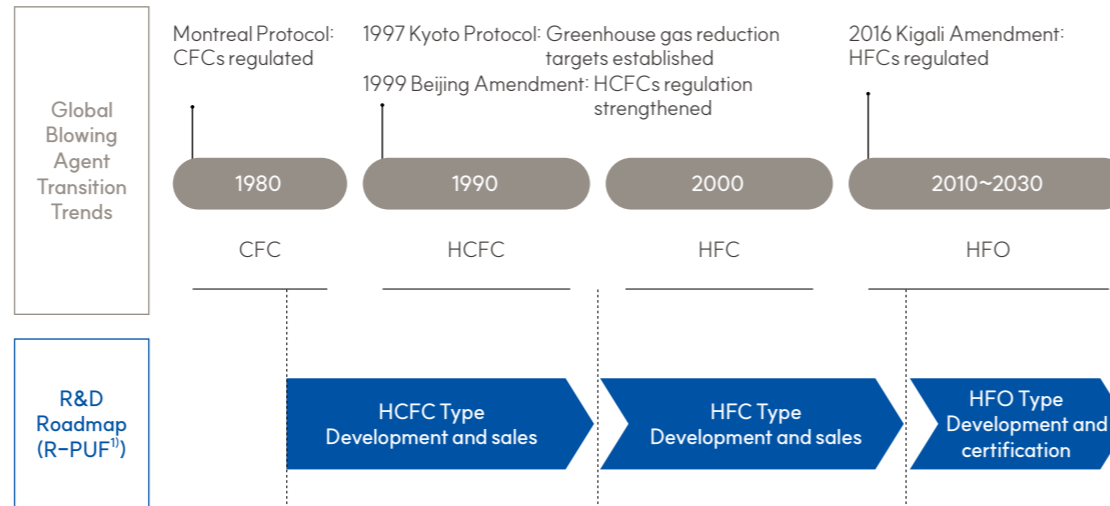 Global
Blowing
Agent
Transition
Trends
Montreal Protocol:
CFCs regulated
1997 Kyoto Protocol: Greenhouse gas reduction
targets established
1999 Beijing Amendment: HCFCs regulation
strengthened
2016 Kigali Amendment:
HFCs regulated
1980
1990
2000
2010~2030
CFC
HCFC
HFC
HFO
R&D
Roadmap
(R-PUF¹⁾)
HCFC Type
Development and sales
HFC Type
Development and sales
HFO Type
Development and
certification